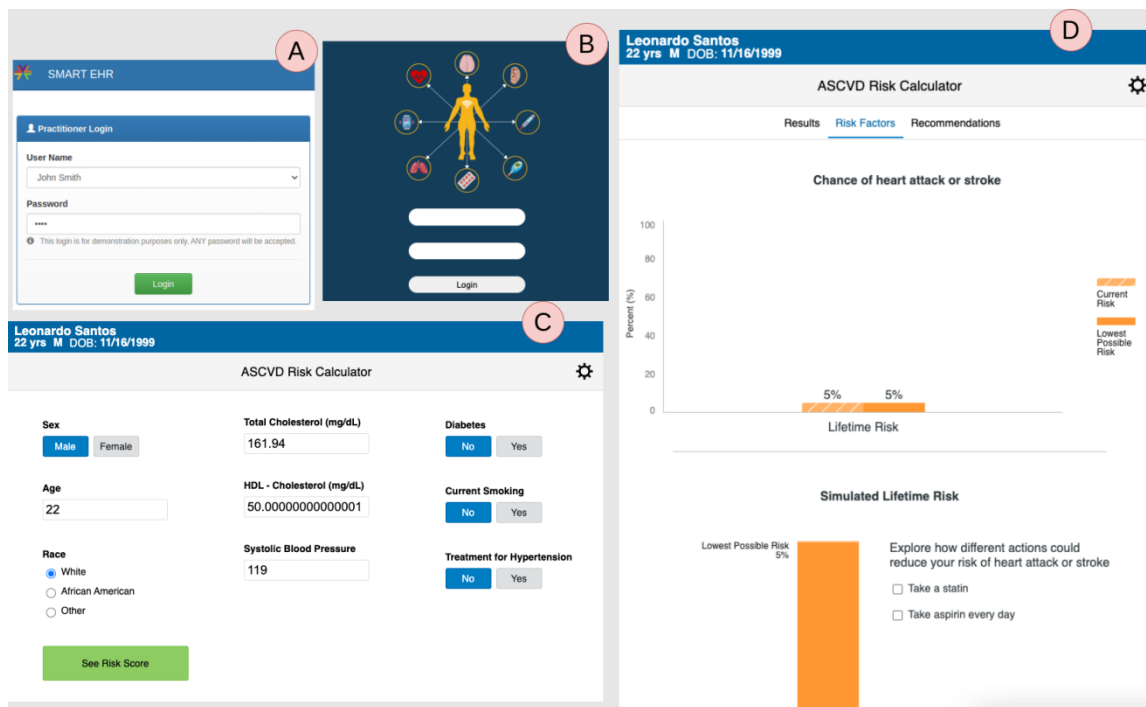 A
SMART EHR
Practitioner Login
User Name
John Smith
Password
••••
This login is for demonstration purposes only. ANY password will be accepted.
Login
B
Login
C
Leonardo Santos
22 yrs M DOB: 11/16/1999
ASCVD Risk Calculator
Sex
Male Female
Age
22
Race
White
African American
Other
Total Cholesterol (mg/dL)
161.94
HDL - Cholesterol (mg/dL)
50.00000000000001
Systolic Blood Pressure
119
Diabetes
No Yes
Current Smoking
No Yes
Treatment for Hypertension
No Yes
See Risk Score
D
Leonardo Santos
22 yrs M DOB: 11/16/1999
ASCVD Risk Calculator
Results Risk Factors Recommendations
Chance of heart attack or stroke
Percent (%)
100
80
60
40
20
0
5% 5%
Lifetime Risk
Current
Risk
Lowest
Possible
Risk
Simulated Lifetime Risk
Lowest Possible Risk
5%
Explore how different actions could
reduce your risk of heart attack or stroke
Take a statin
Take aspirin every day